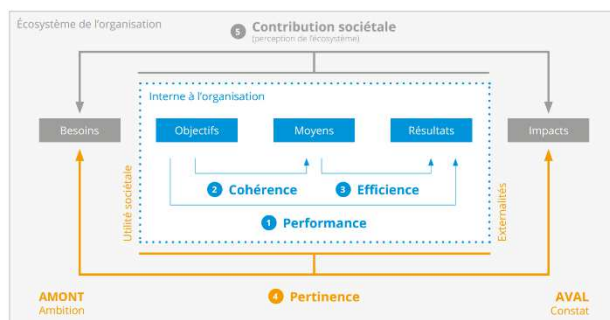 Écosystème de l'organisation
5 Contribution sociétale
(perception de l'écosystème)
Interne à l'organisation
Besoins
Objectifs
Moyens
Résultats
Impacts
2 Cohérence
3 Efficience
1 Performance
Utilité sociétale
Externalités
AMONT
Ambition
4 Pertinence
AVAL
Constat